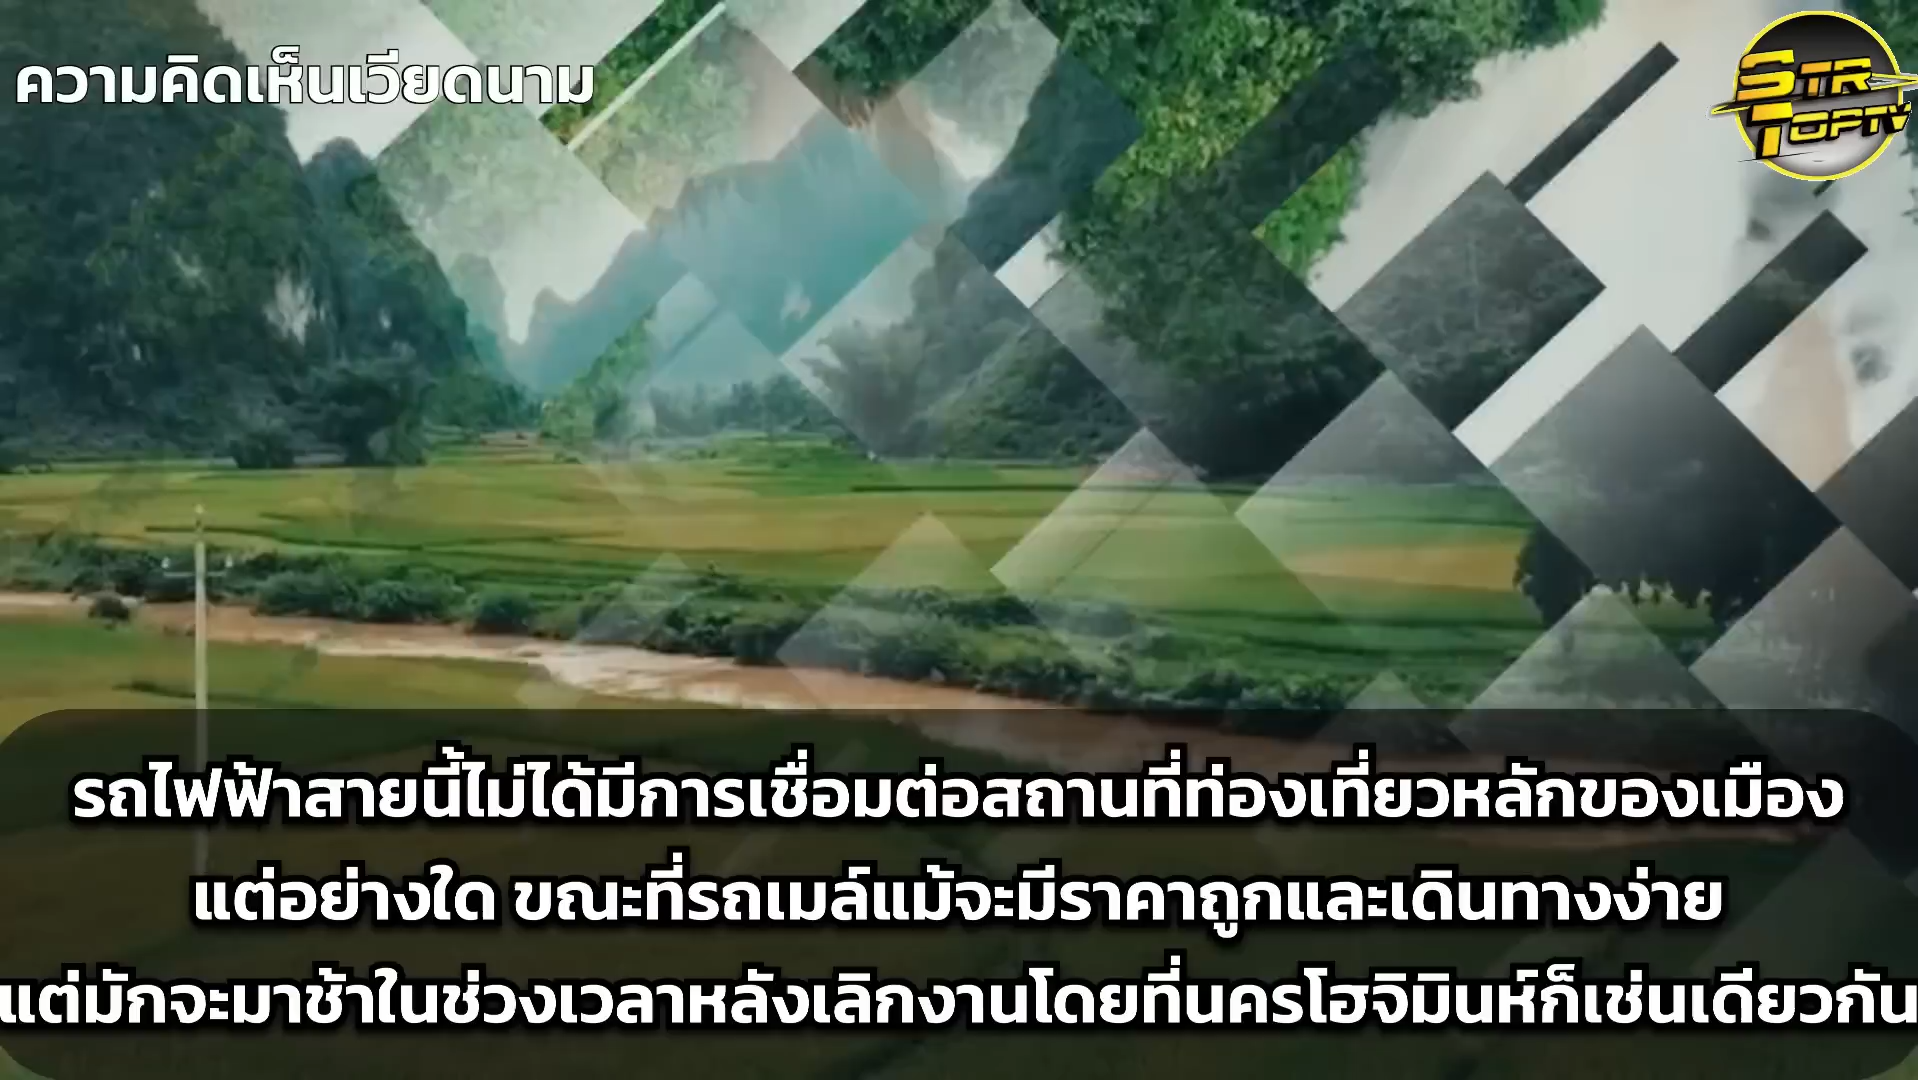 ความคิดเห็นเวียดนาม
STR
TOPTV
รถไฟฟ้าสายนี้ไม่ได้มีการเชื่อมต่อสถานที่ท่องเที่ยวหลักของเมือง
แต่อย่างใด ขณะที่รถเมล์แม้จะมีราคาถูกและเดินทางง่าย
แต่มักจะมาช้าในช่วงเวลาหลังเลิกงานโดยที่นครโฮจิมินห์ก็เช่นเดียวกัน